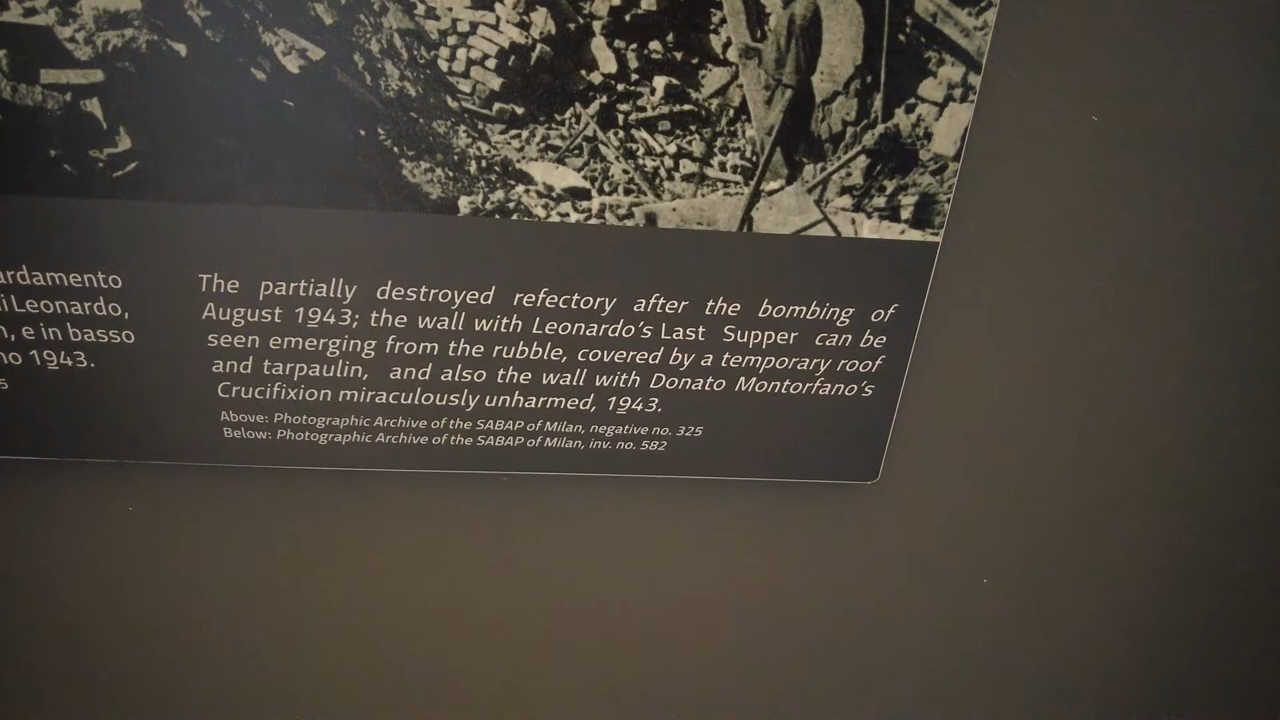 ardamento
i Leonardo,
, e in basso
no 1943.
5
The partially destroyed refectory after the bombing of
August 1943; the wall with Leonardo's Last Supper can be
seen emerging from the rubble, covered by a temporary roof
and tarpaulin, and also the wall with Donato Montorfano's
Crucifixion miraculously unharmed, 1943.
Above: Photographic Archive of the SABAP of Milan, negative no. 325
Below: Photographic Archive of the SABAP of Milan, inv. no. 582